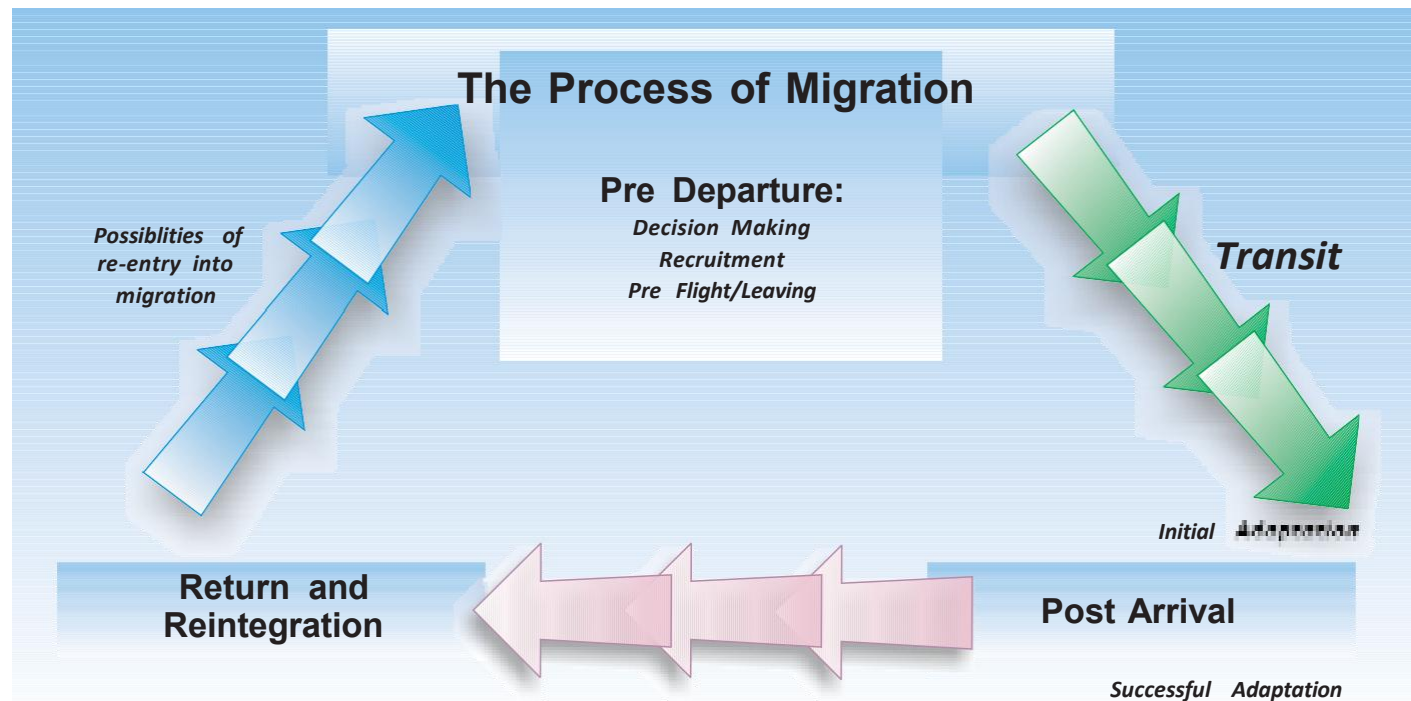 The Process of Migration
Pre Departure:
Decision Making
Recruitment
Pre Flight/Leaving
Possiblities of
re-entry into
migration
Transit
Initial
Return and
Reintegration
Post Arrival
Successful Adaptation